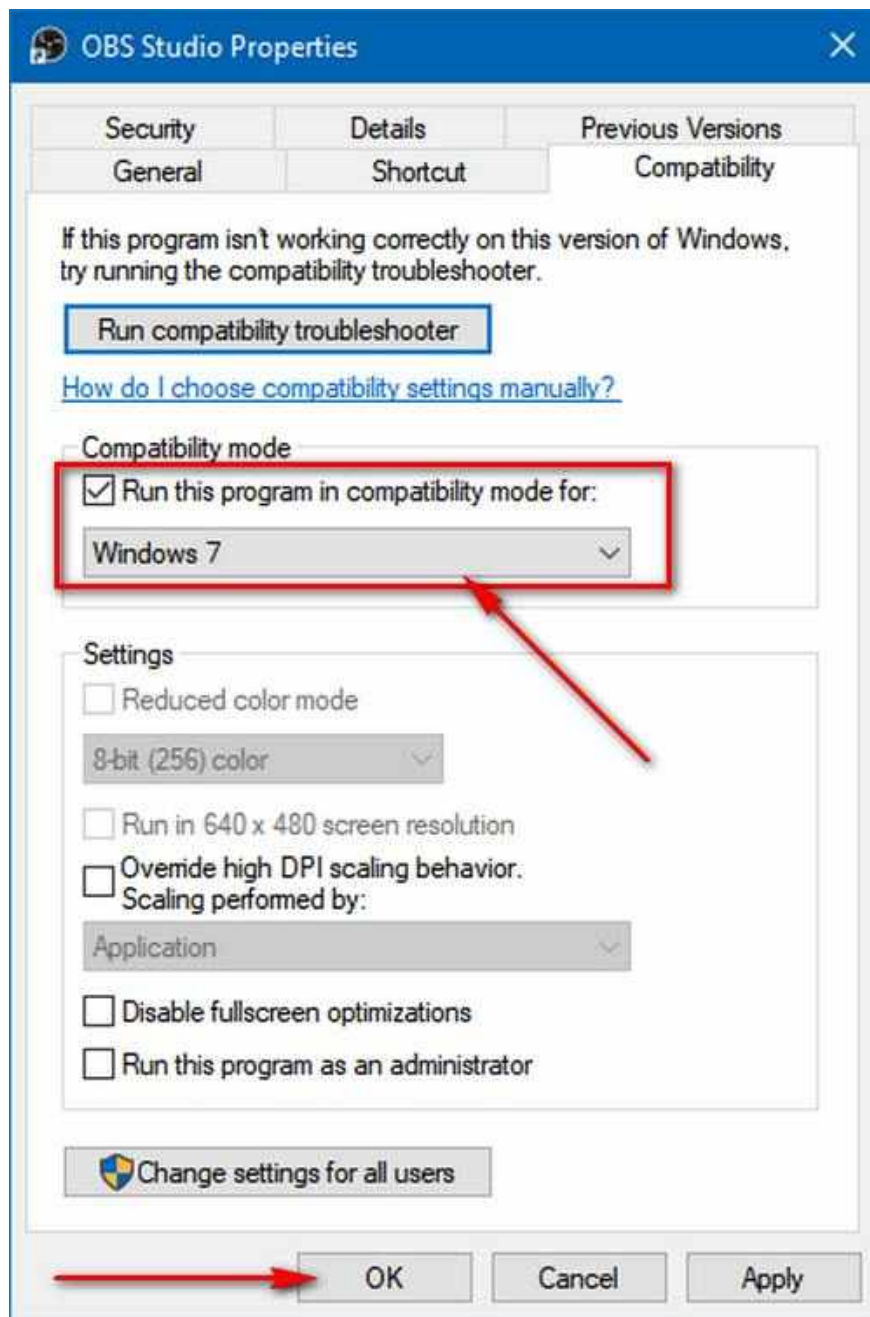 OBS Studio Properties
Security Details Previous Versions
General Shortcut Compatibility
If this program isn't working correctly on this version of Windows,
try running the compatibility troubleshooter.
Run compatibility troubleshooter
How do I choose compatibility settings manually?
Compatibility mode
Run this program in compatibility mode for:
Windows 7
Settings
Reduced color mode
8-bit (256) color
Run in 640 x 480 screen resolution
Override high DPI scaling behavior.
Scaling performed by:
Application
Disable fullscreen optimizations
Run this program as an administrator
Change settings for all users
OK Cancel Apply